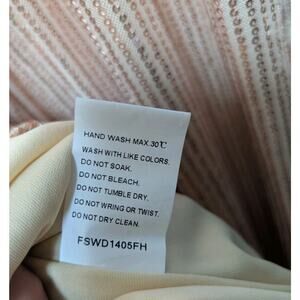 HAND WASH MAX.30℃
WASH WITH LIKE COLORS.
DO NOT SOAK.
DO NOT BLEACH.
DO NOT TUMBLE DRY.
DO NOT WRING OR TWIST.
DO NOT DRY CLEAN.
FSWD1405FH